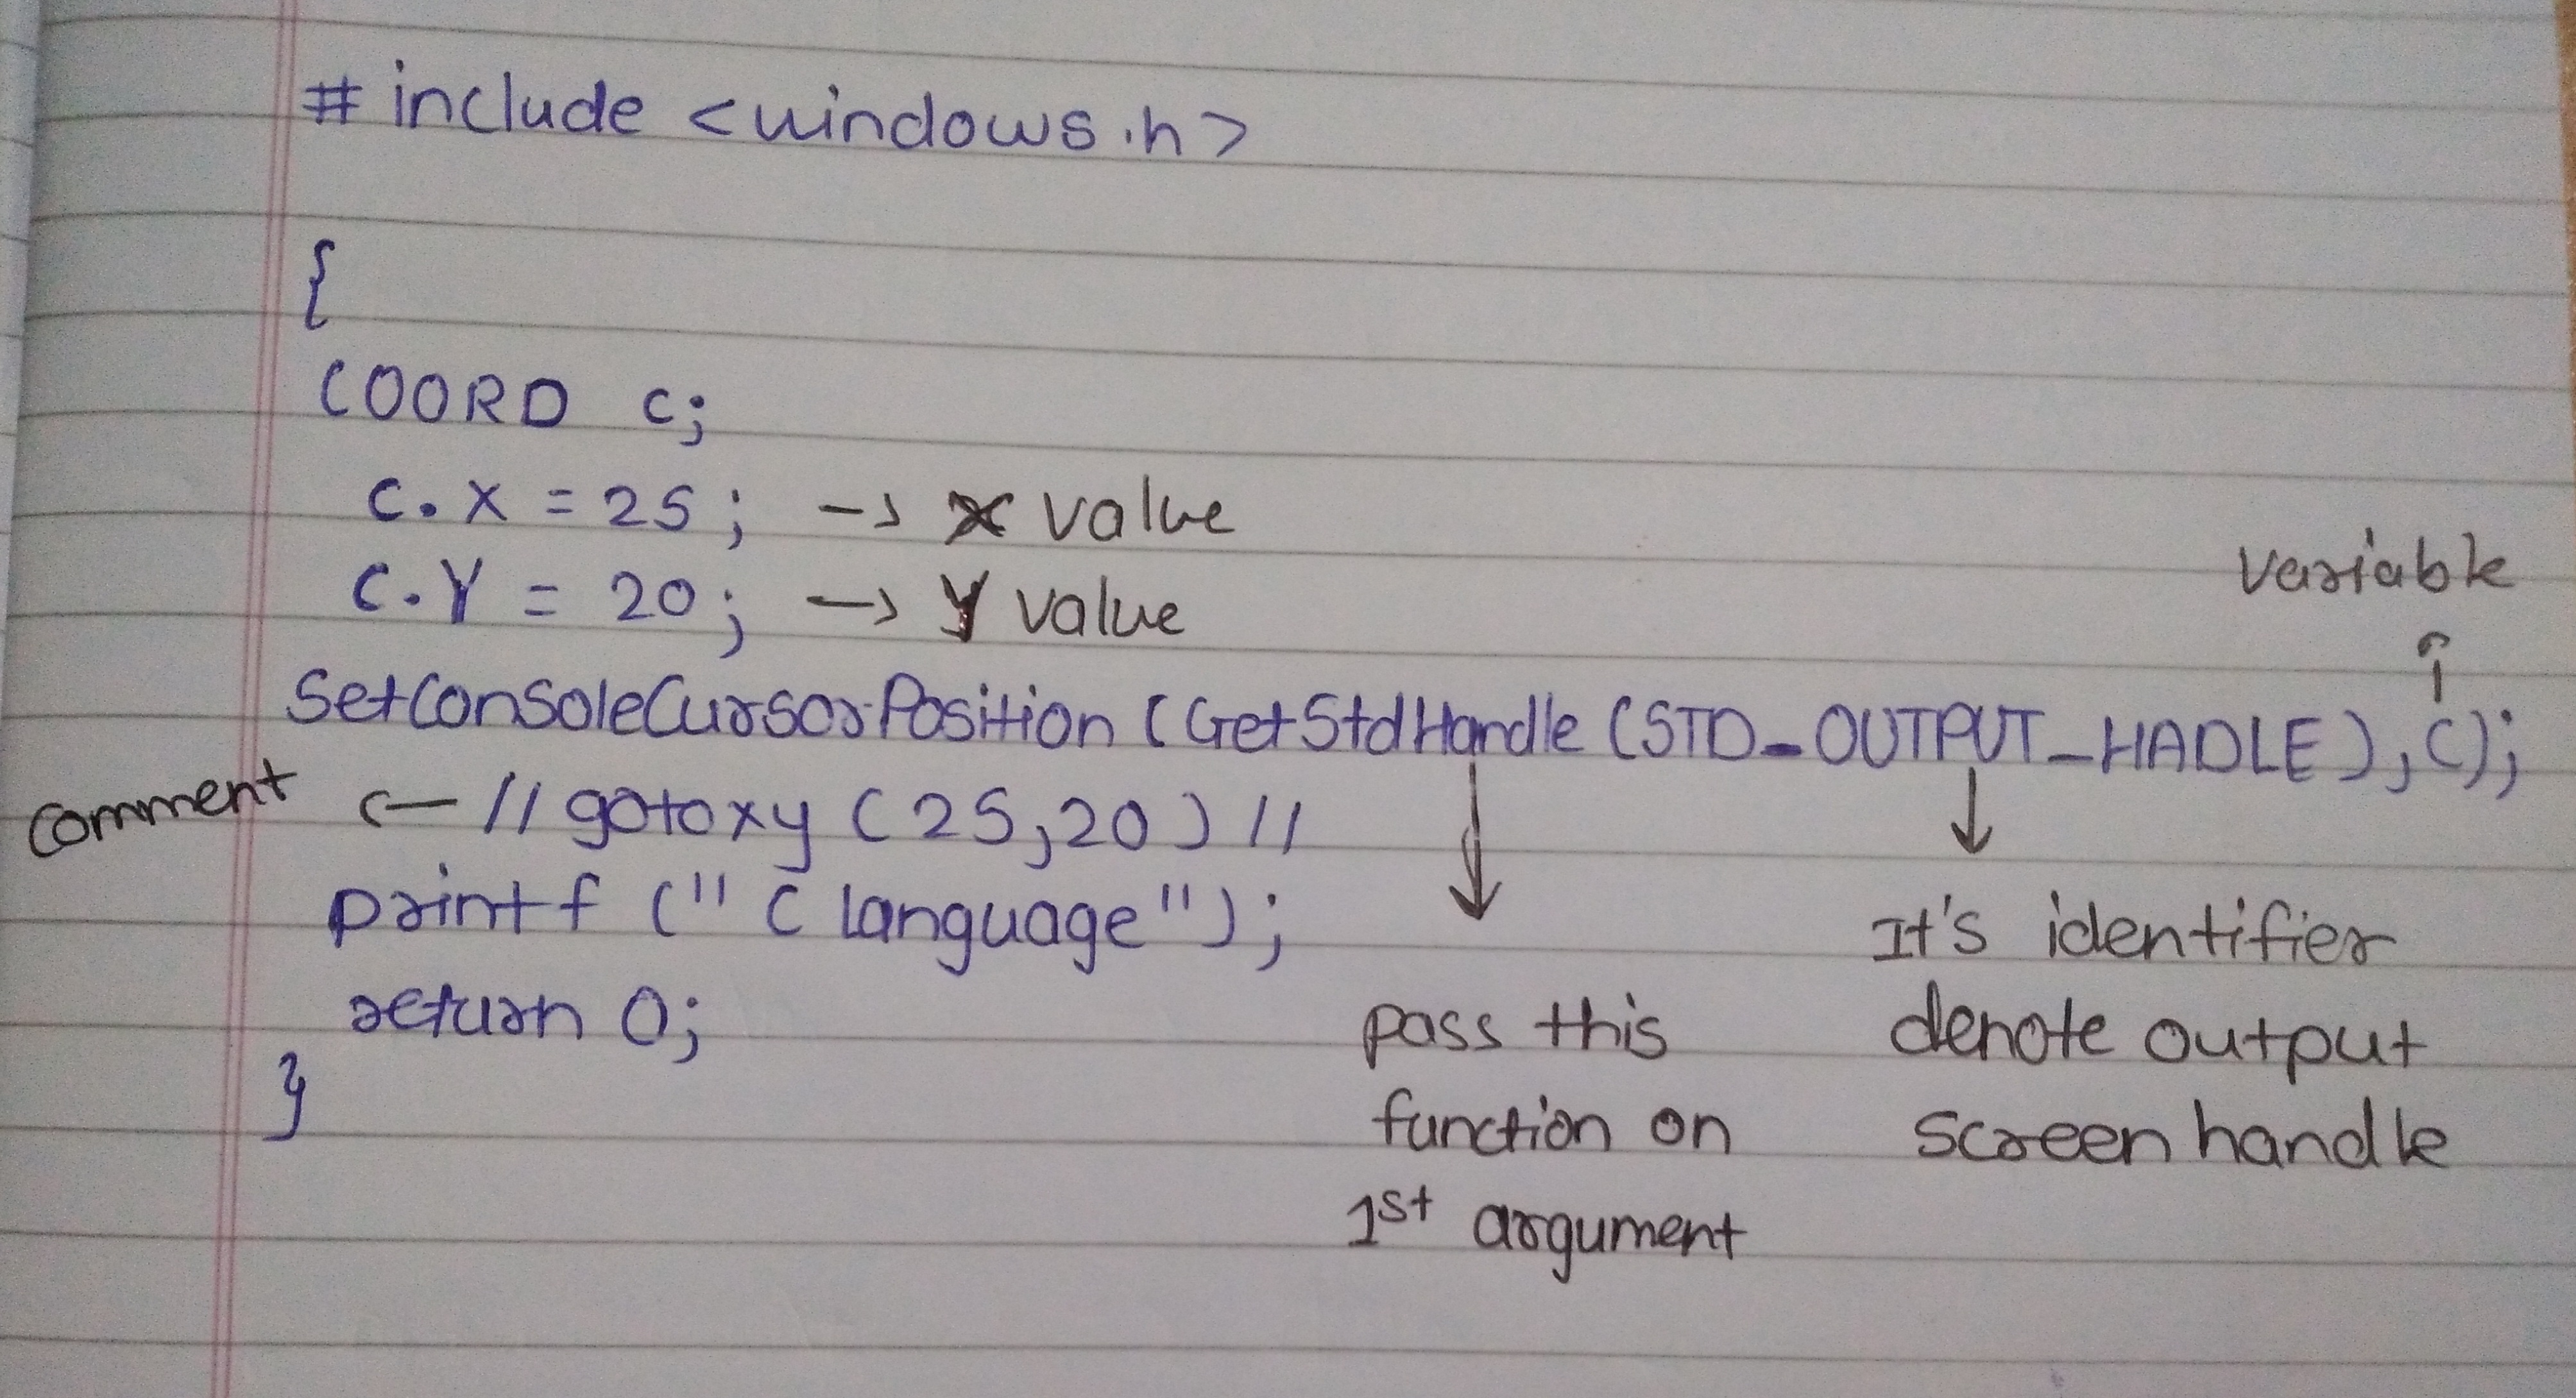 # include <windows.h>
{
COORD c;
c.X = 25; → X value
c.Y = 20; → Y value
variable
SetConsoleCursorPosition (GetStdHandle (STD_OUTPUT_HADLE), C);
comment ← // gotoxy (25,20) //
printf (" C language");
return 0;
}
pass this
function on
1st argument
It's identifier
denote output
screen handle